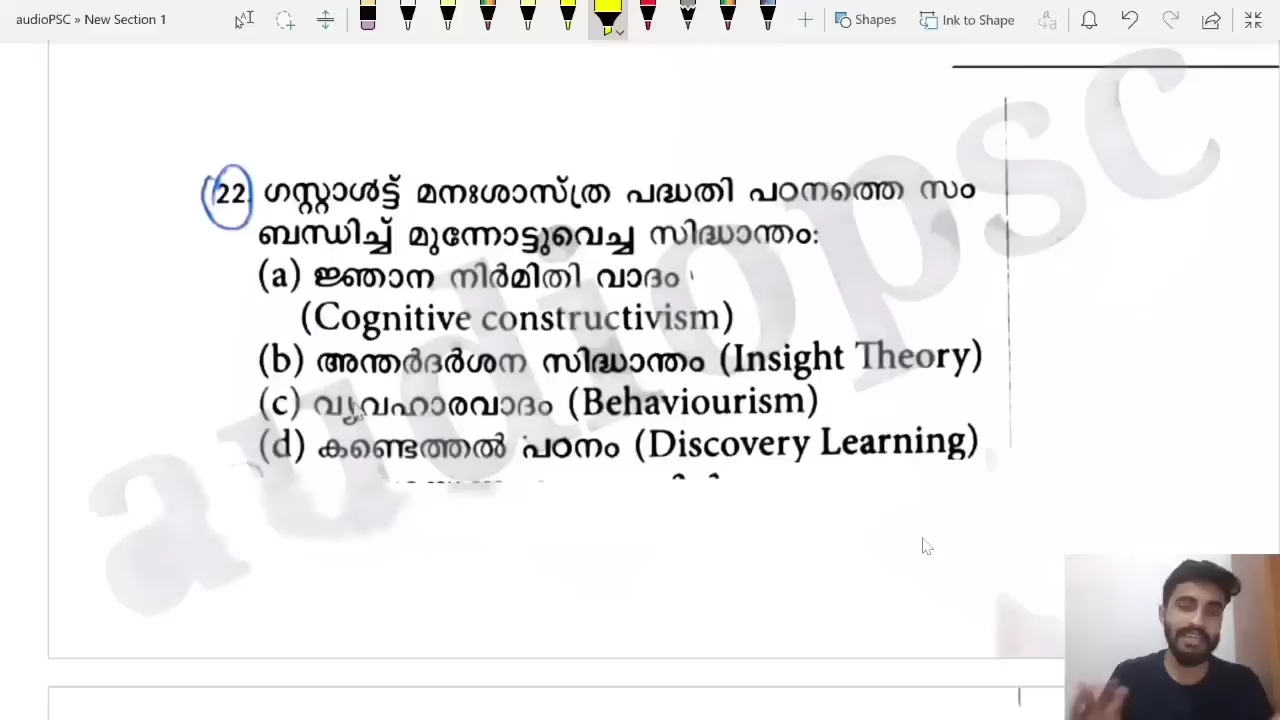 audioPSC » New Section 1
Shapes
Ink to Shape
22 ഗസ്റ്റാൾട്ട് മനഃശാസ്ത്ര പദ്ധതി പഠനത്തെ സം
ബന്ധിച്ച് മുന്നോട്ടുവെച്ച സിദ്ധാന്തം:
(a) ജ്ഞാന നിർമിതി വാദം
(Cognitive constructivism)
(b) അന്തർദർശന സിദ്ധാന്തം (Insight Theory)
(c) വ്യവഹാരവാദം (Behaviourism)
(d) കണ്ടെത്തൽ പഠനം (Discovery Learning)
audiopsc